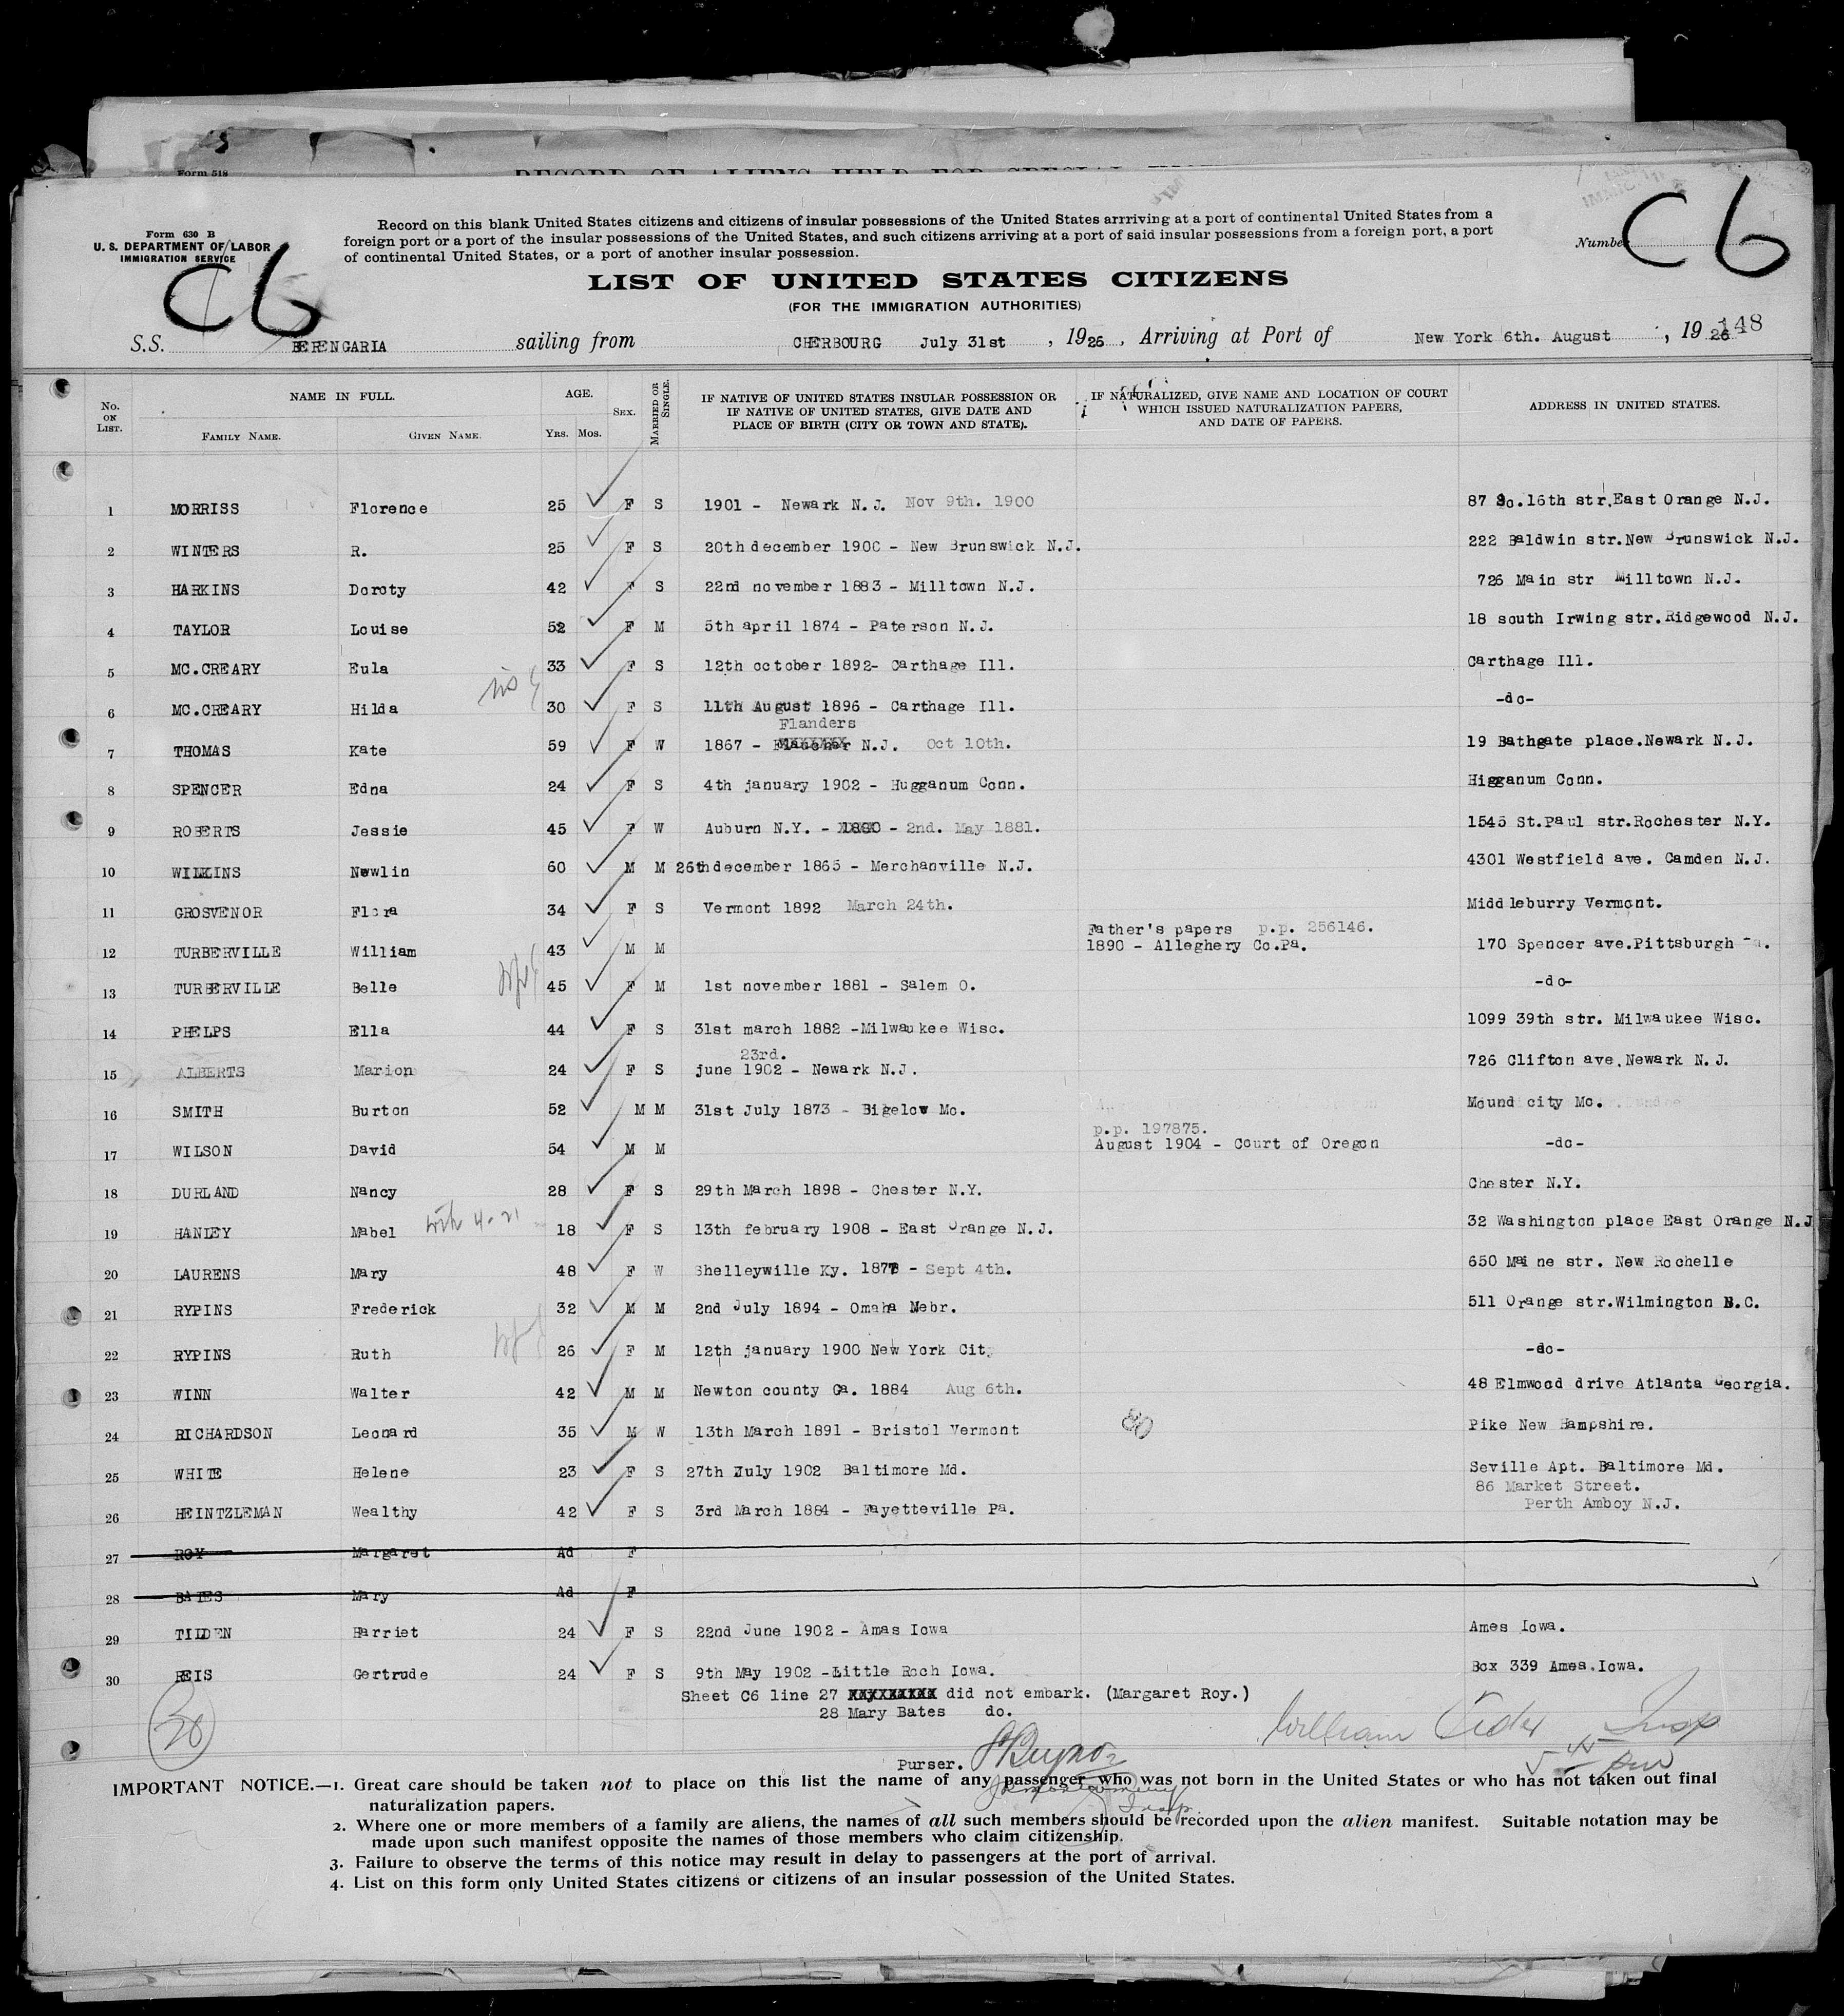 Form 630 B
U. S. DEPARTMENT OF LABOR
IMMIGRATION SERVICE
C6
Record on this blank United States citizens and citizens of insular possessions of the United States arrriving at a port of continental United States from a
foreign port or a port of the insular possessions of the United States, and such citizens arriving at a port of said insular possessions from a foreign port, a port
of continental United States, or a port of another insular possession.
Number C6
LIST OF UNITED STATES CITIZENS
(FOR THE IMMIGRATION AUTHORITIES)
S.S. BERENGARIA sailing from CHERBOURG July 31st , 1926 , Arriving at Port of New York 6th. August , 1926 148
No. ON LIST. NAME IN FULL. FAMILY NAME. GIVEN NAME. AGE. YRS. MOS. SEX. MARRIED OR SINGLE. IF NATIVE OF UNITED STATES INSULAR POSSESSION OR IF NATIVE OF UNITED STATES, GIVE DATE AND PLACE OF BIRTH (CITY OR TOWN AND STATE). IF NATURALIZED, GIVE NAME AND LOCATION OF COURT WHICH ISSUED NATURALIZATION PAPERS, AND DATE OF PAPERS. ADDRESS IN UNITED STATES.
1 MORRISS Florence 25 F S 1901 - Newark N.J. Nov 9th. 1900 87 So.16th str.East Orange N.J.
2 WINTERS R. 25 F S 20th december 1900 - New Brunswick N.J. 222 Baldwin str.New Brunswick N.J.
3 HARKINS Doroty 42 F S 22nd november 1883 - Milltown N.J. 726 Main str Milltown N.J.
4 TAYLOR Louise 52 F M 5th april 1874 - Paterson N.J. 18 south Irwing str.Ridgewood N.J.
5 MC.CREARY Eula 33 F S 12th october 1892- Carthage Ill. Carthage Ill.
6 MC.CREARY Hilda 30 F S 11th August 1896 - Carthage Ill. -do-
Flanders
7 THOMAS Kate 59 F W 1867 - N.J. Oct 10th. 19 Bathgate place.Newark N.J.
8 SPENCER Edna 24 F S 4th january 1902 - Hugganum Conn. Higganum Conn.
9 ROBERTS Jessie 45 F W Auburn N.Y. - - 2nd. May 1881. 1545 St.Paul str.Rochester N.Y.
10 WILKINS Newlin 60 M M 26th december 1865 - Merchanville N.J. 4301 Westfield ave. Camden N.J.
11 GROSVENOR Flora 34 F S Vermont 1892 March 24th. Middleburry Vermont.
Father's papers p.p. 256146.
12 TURBERVILLE William 43 M M 1890 - Alleghery Co.Pa. 170 Spencer ave.Pittsburgh Pa.
13 TURBERVILLE Belle 45 F M 1st november 1881 - Salem O. -do-
14 PHELPS Ella 44 F S 31st march 1882 -Milwaukee Wisc. 1099 39th str. Milwaukee Wisc.
23rd.
15 ALBERTS Marion 24 F S june 1902 - Newark N.J. 726 Clifton ave.Newark N.J.
16 SMITH Burton 52 M M 31st July 1873 - Bigelow Mo. Mound city Mo.
p.p. 197875.
17 WILSON David 54 M M August 1904 - Court of Oregon -do-
18 DURLAND Nancy 28 F S 29th March 1898 - Chester N.Y. Chester N.Y.
19 HANLEY Mabel with 4-21 18 F S 13th february 1908 - East Orange N.J. 32 Washington place East Orange N.J
20 LAURENS Mary 48 F W Shelleywille Ky. 1877 - Sept 4th. 650 Maine str. New Rochelle
21 RYPINS Frederick 32 M M 2nd July 1894 - Omaha Nebr. 511 Orange str.Wilmington N.C.
22 RYPINS Ruth 26 F M 12th january 1900 New York City -do-
23 WINN Walter 42 M M Newton county Ga. 1884 Aug 6th. 48 Elmwood drive Atlanta Georgia.
24 RICHARDSON Leonard 35 M W 13th March 1891 - Bristol Vermont 80 Pike New Hampshire.
25 WHITE Helene 23 F S 27th July 1902 Baltimore Md. Seville Apt. Baltimore Md.
86 Market Street.
26 HEINTZLEMAN Wealthy 42 F S 3rd March 1884 - Fayetteville Pa. Perth Amboy N.J.
27 ROY Margaret Ad F
28 BATES Mary Ad F
29 TILDEN Harriet 24 F S 22nd June 1902 - Amas Iowa Ames Iowa.
30 REIS Gertrude 24 F S 9th May 1902 -Little Roch Iowa. Box 339 Ames.Iowa.
Sheet C6 line 27 XXXXXXXXX did not embark. (Margaret Roy.)
28 Mary Bates do.
Purser.
IMPORTANT NOTICE.—1. Great care should be taken not to place on this list the name of any passenger who was not born in the United States or who has not taken out final
naturalization papers.
2. Where one or more members of a family are aliens, the names of all such members should be recorded upon the alien manifest. Suitable notation may be
made upon such manifest opposite the names of those members who claim citizenship.
3. Failure to observe the terms of this notice may result in delay to passengers at the port of arrival.
4. List on this form only United States citizens or citizens of an insular possession of the United States.